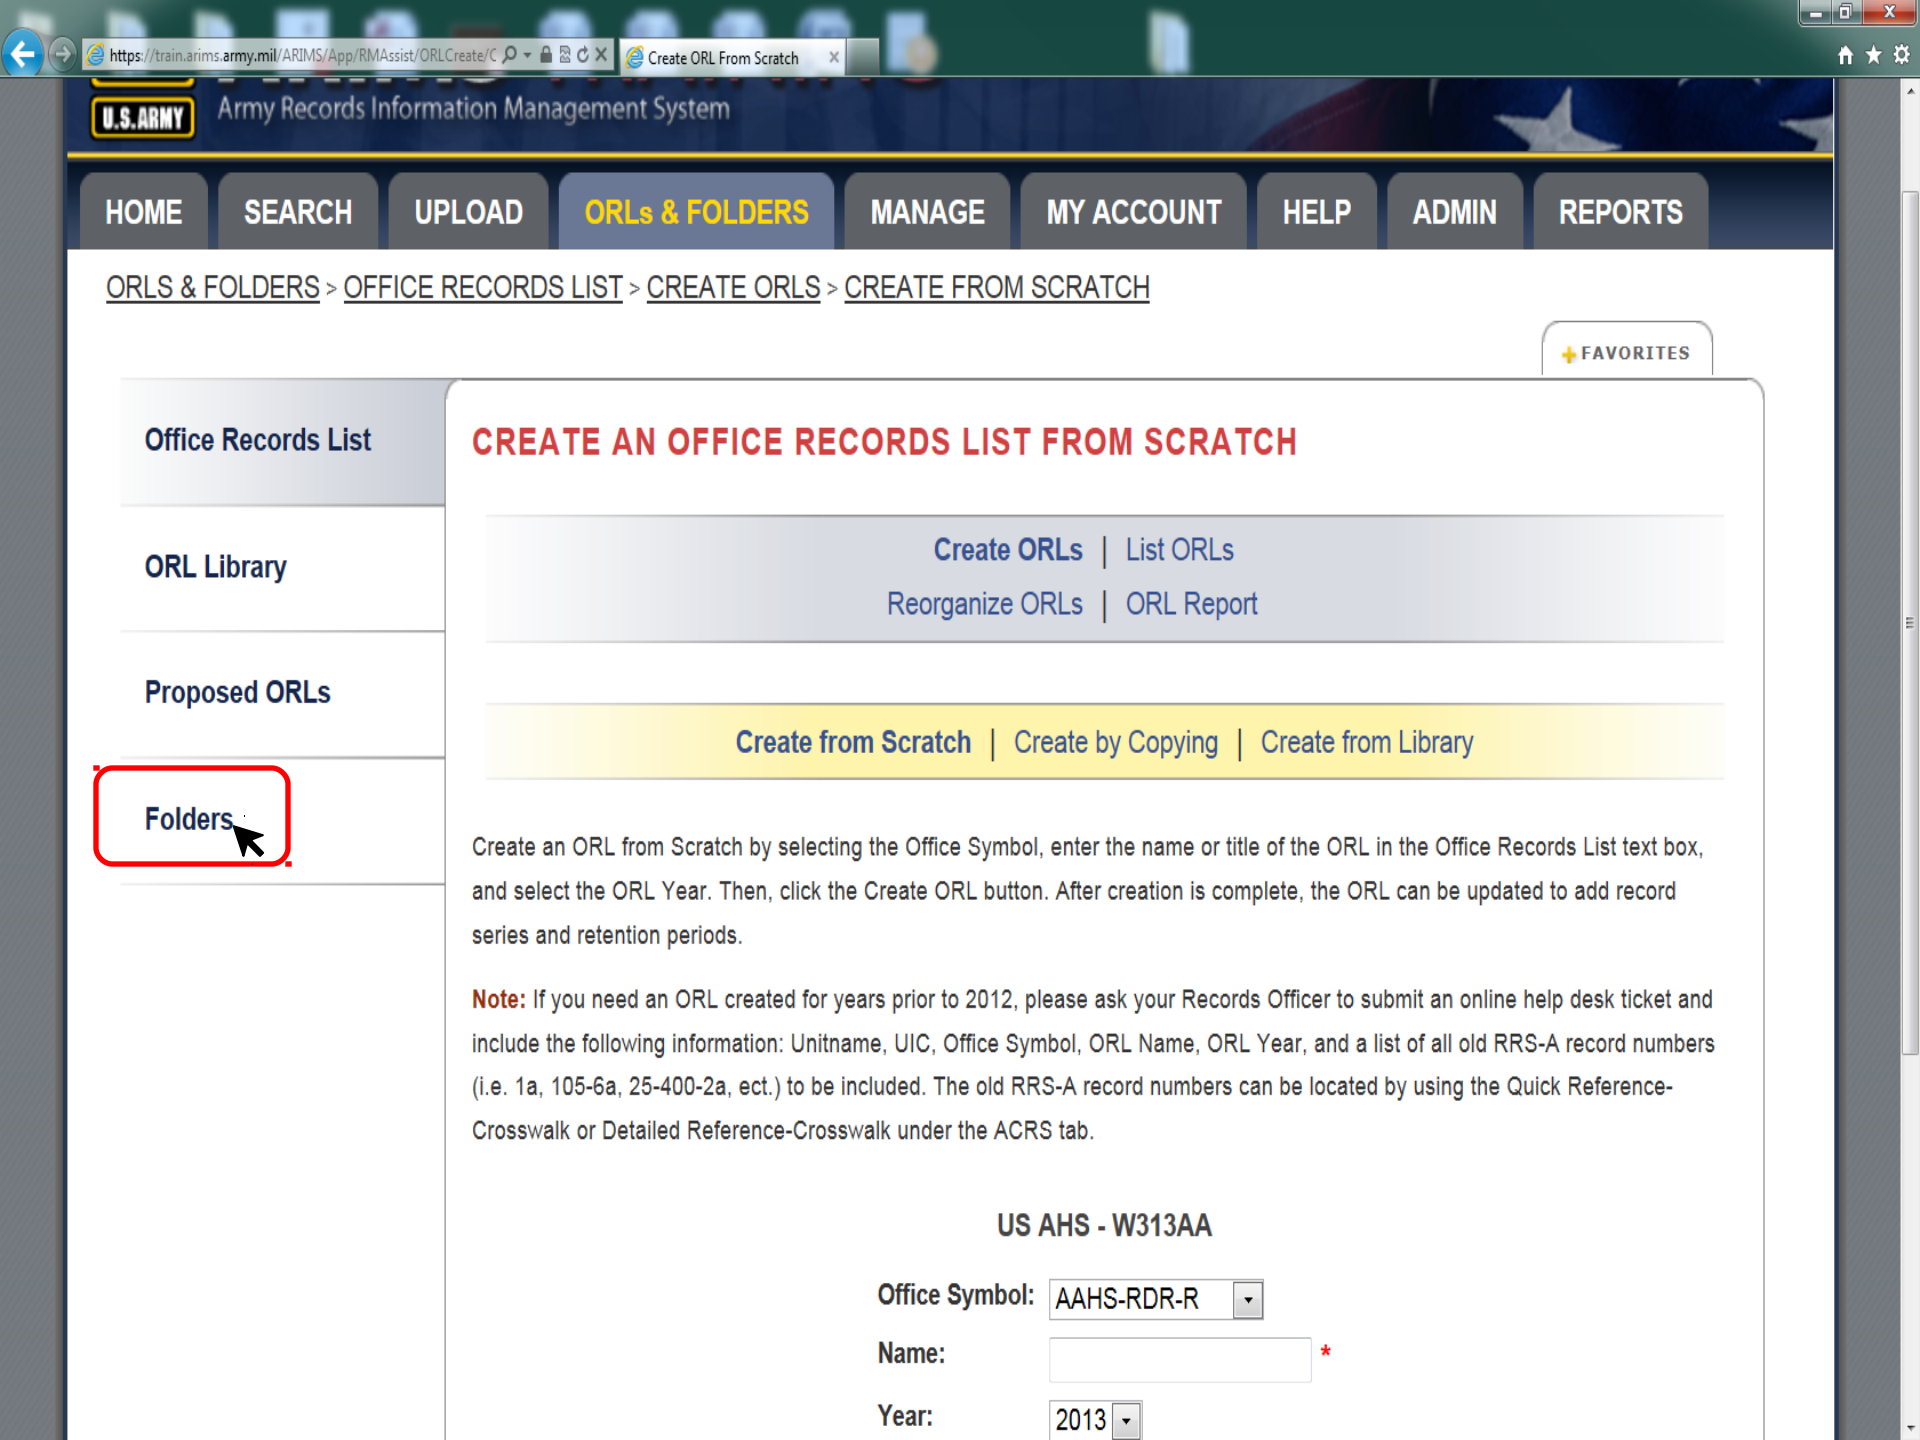 https://train.arims.army.mil/ARIMS/App/RMAssist/ORLCreate/C
Create ORL From Scratch
U.S.ARMY
Army Records Information Management System
HOME
SEARCH
UPLOAD
ORLs & FOLDERS
MANAGE
MY ACCOUNT
HELP
ADMIN
REPORTS
ORLS & FOLDERS > OFFICE RECORDS LIST > CREATE ORLS > CREATE FROM SCRATCH
+FAVORITES
Office Records List
ORL Library
Proposed ORLs
Folders
CREATE AN OFFICE RECORDS LIST FROM SCRATCH
Create ORLs | List ORLs
Reorganize ORLs | ORL Report
Create from Scratch | Create by Copying | Create from Library
Create an ORL from Scratch by selecting the Office Symbol, enter the name or title of the ORL in the Office Records List text box,
and select the ORL Year. Then, click the Create ORL button. After creation is complete, the ORL can be updated to add record
series and retention periods.
Note: If you need an ORL created for years prior to 2012, please ask your Records Officer to submit an online help desk ticket and
include the following information: Unitname, UIC, Office Symbol, ORL Name, ORL Year, and a list of all old RRS-A record numbers
(i.e. 1a, 105-6a, 25-400-2a, ect.) to be included. The old RRS-A record numbers can be located by using the Quick Reference-
Crosswalk or Detailed Reference-Crosswalk under the ACRS tab.
US AHS - W313AA
Office Symbol: AAHS-RDR-R
Name: *
Year: 2013